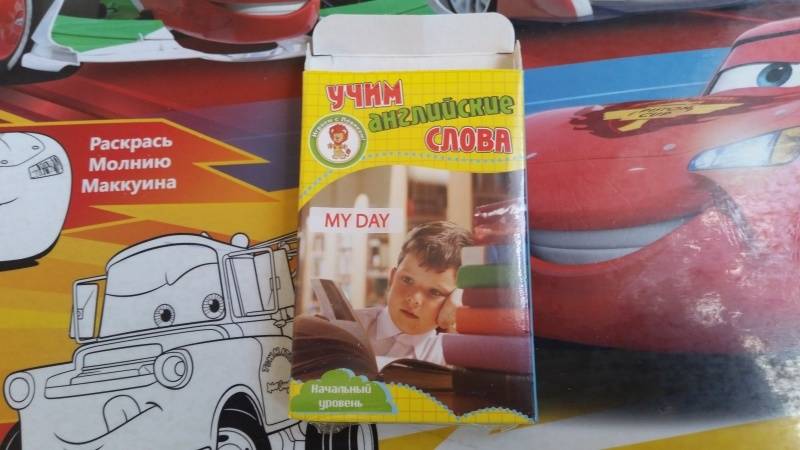 УЧИМ
английские
СЛОВА
MY DAY
Начальный
уровень
Раскрась
Молнию
Маккуина